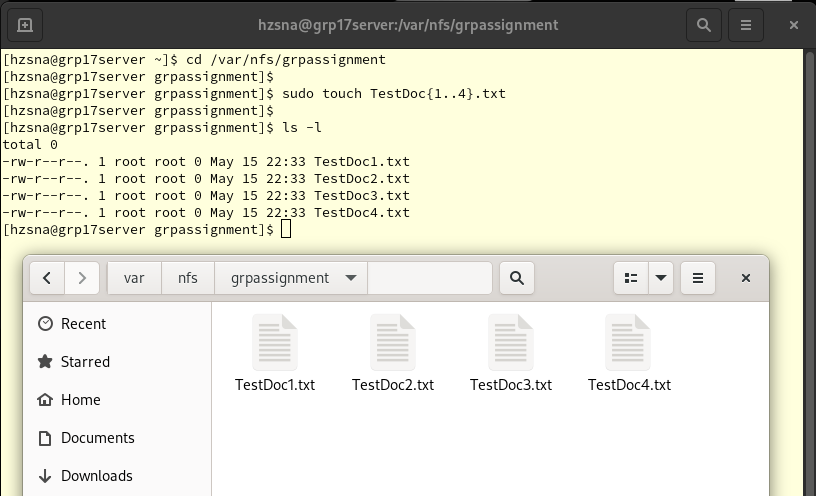 hzsna@grp17server:/var/nfs/grpassignment
[hzsna@grp17server ~]$ cd /var/nfs/grpassignment
[hzsna@grp17server grpassignment]$
[hzsna@grp17server grpassignment]$ sudo touch TestDoc{1..4}.txt
[hzsna@grp17server grpassignment]$
[hzsna@grp17server grpassignment]$ ls -l
total 0
-rw-r--r--. 1 root root 0 May 15 22:33 TestDoc1.txt
-rw-r--r--. 1 root root 0 May 15 22:33 TestDoc2.txt
-rw-r--r--. 1 root root 0 May 15 22:33 TestDoc3.txt
-rw-r--r--. 1 root root 0 May 15 22:33 TestDoc4.txt
[hzsna@grp17server grpassignment]$
var nfs grpassignment
Recent
Starred
Home
Documents
Downloads
TestDoc1.txt TestDoc2.txt TestDoc3.txt TestDoc4.txt